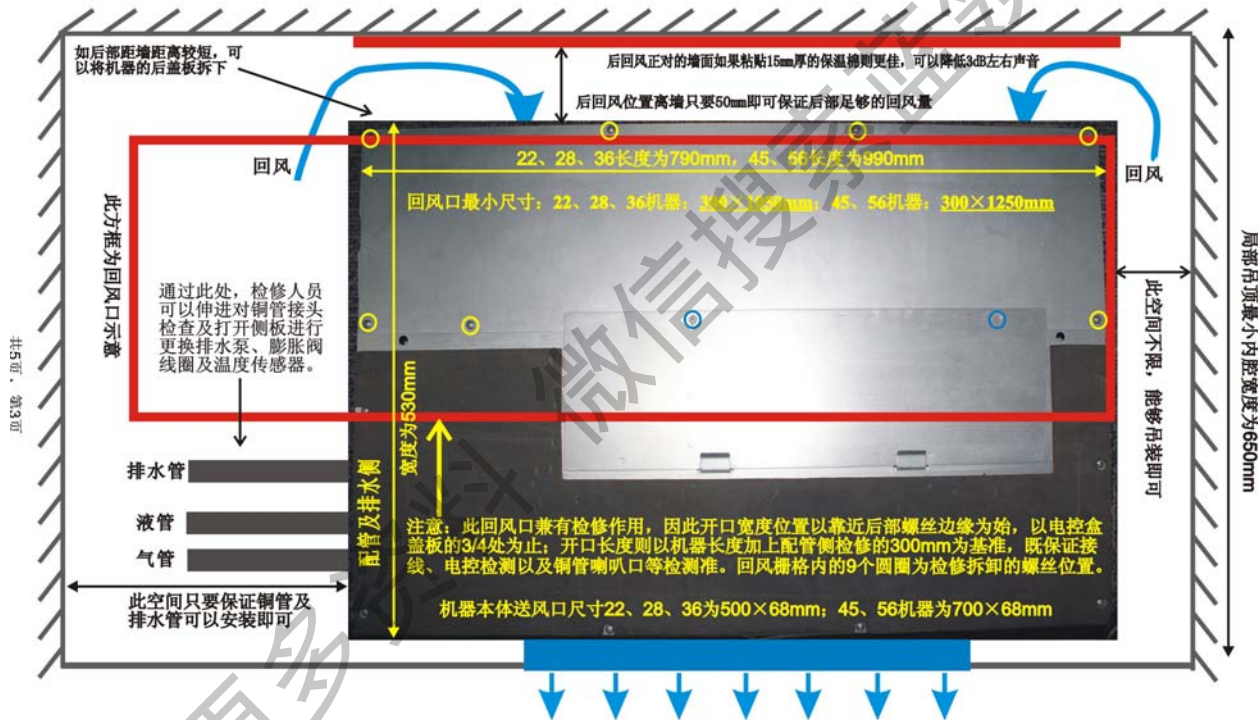 如后部距墙距离较短，可
以将机器的后盖板拆下
后回风正对的墙面如果粘贴15mm厚的保温棉则更佳，可以降低3dB左右声音
后回风位置离墙只要50mm即可保证后部足够的回风量
回风
22、28、36长度为790mm，45、56长度为990mm
回风
回风口最小尺寸：22、28、36机器：300×1050mm；45、56机器：300×1250mm
此方框为回风口示意
通过此处，检修人员
可以伸进对铜管接头
检查及打开侧板进行
更换排水泵、膨胀阀
线圈及温度传感器。
宽度为530mm
此空间不限，能够吊装即可
局部吊顶最小内腔宽度为650mm
共5页，第3页
排水管
液管
气管
配管及排水侧
注意：此回风口兼有检修作用，因此开口宽度位置以靠近后部螺丝边缘为始，以电控盒
盖板的3/4处为止；开口长度则以机器长度加上配管侧检修的300mm为基准，既保证接
线、电控检测以及铜管喇叭口等检测准。回风栅格内的9个圆圈为检修拆卸的螺丝位置。
此空间只要保证铜管及
排水管可以安装即可
机器本体送风口尺寸22、28、36为500×68mm；45、56机器为700×68mm
微信搜索蓝领
多资料